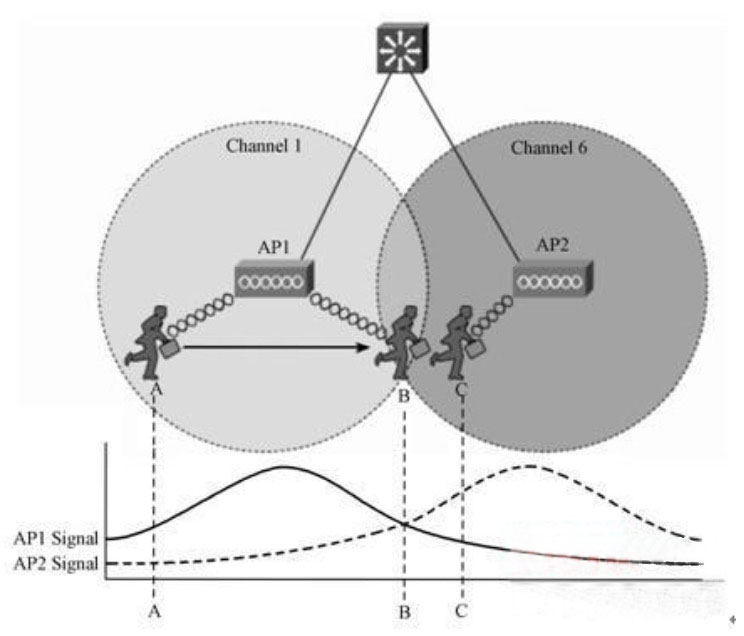 Channel 1
Channel 6
AP1
AP2
A
B
C
AP1 Signal
AP2 Signal
A
B
C